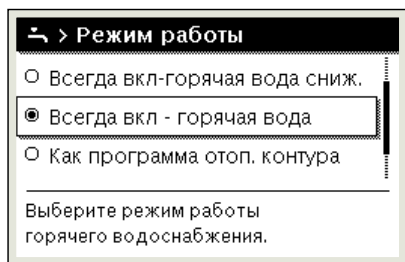 > Режим работы
Всегда вкл-горячая вода сниж.
Всегда вкл - горячая вода
Как программа отоп. контура
Выберите режим работы
горячего водоснабжения.